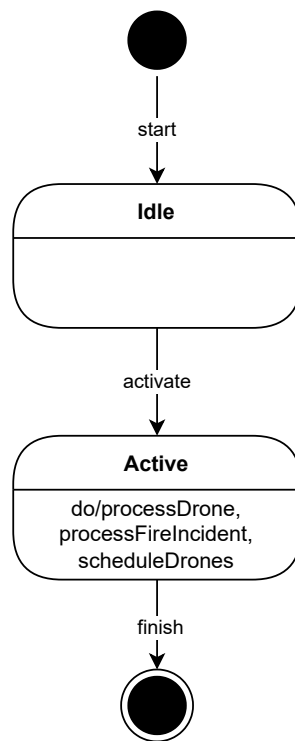 start
Idle
activate
Active
do/processDrone,
processFireIncident,
scheduleDrones
finish